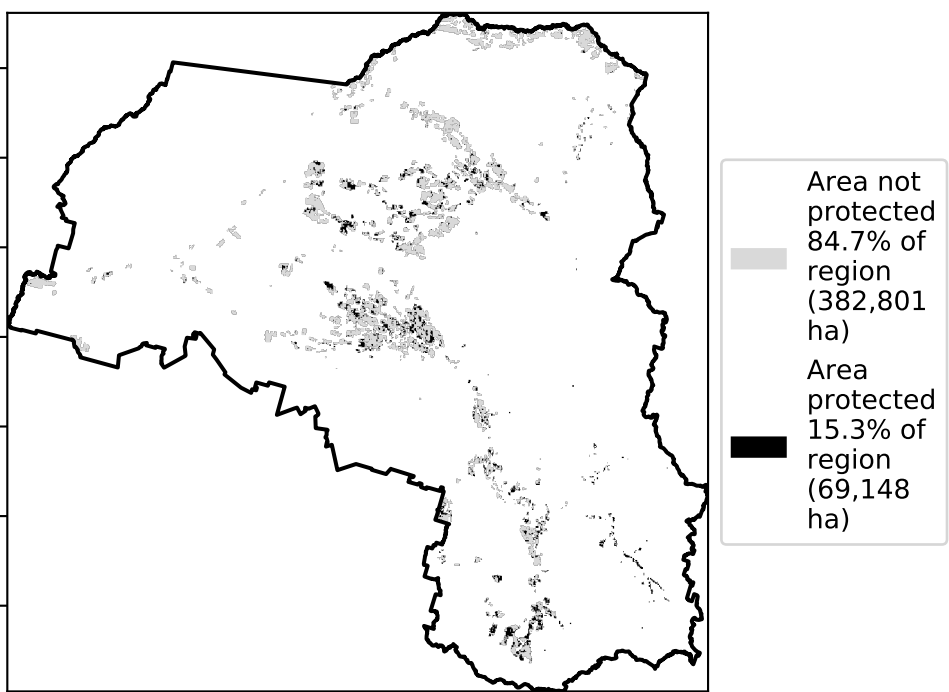 Area not
protected
84.7% of
region
(382,801
ha)
Area
protected
15.3% of
region
(69,148
ha)